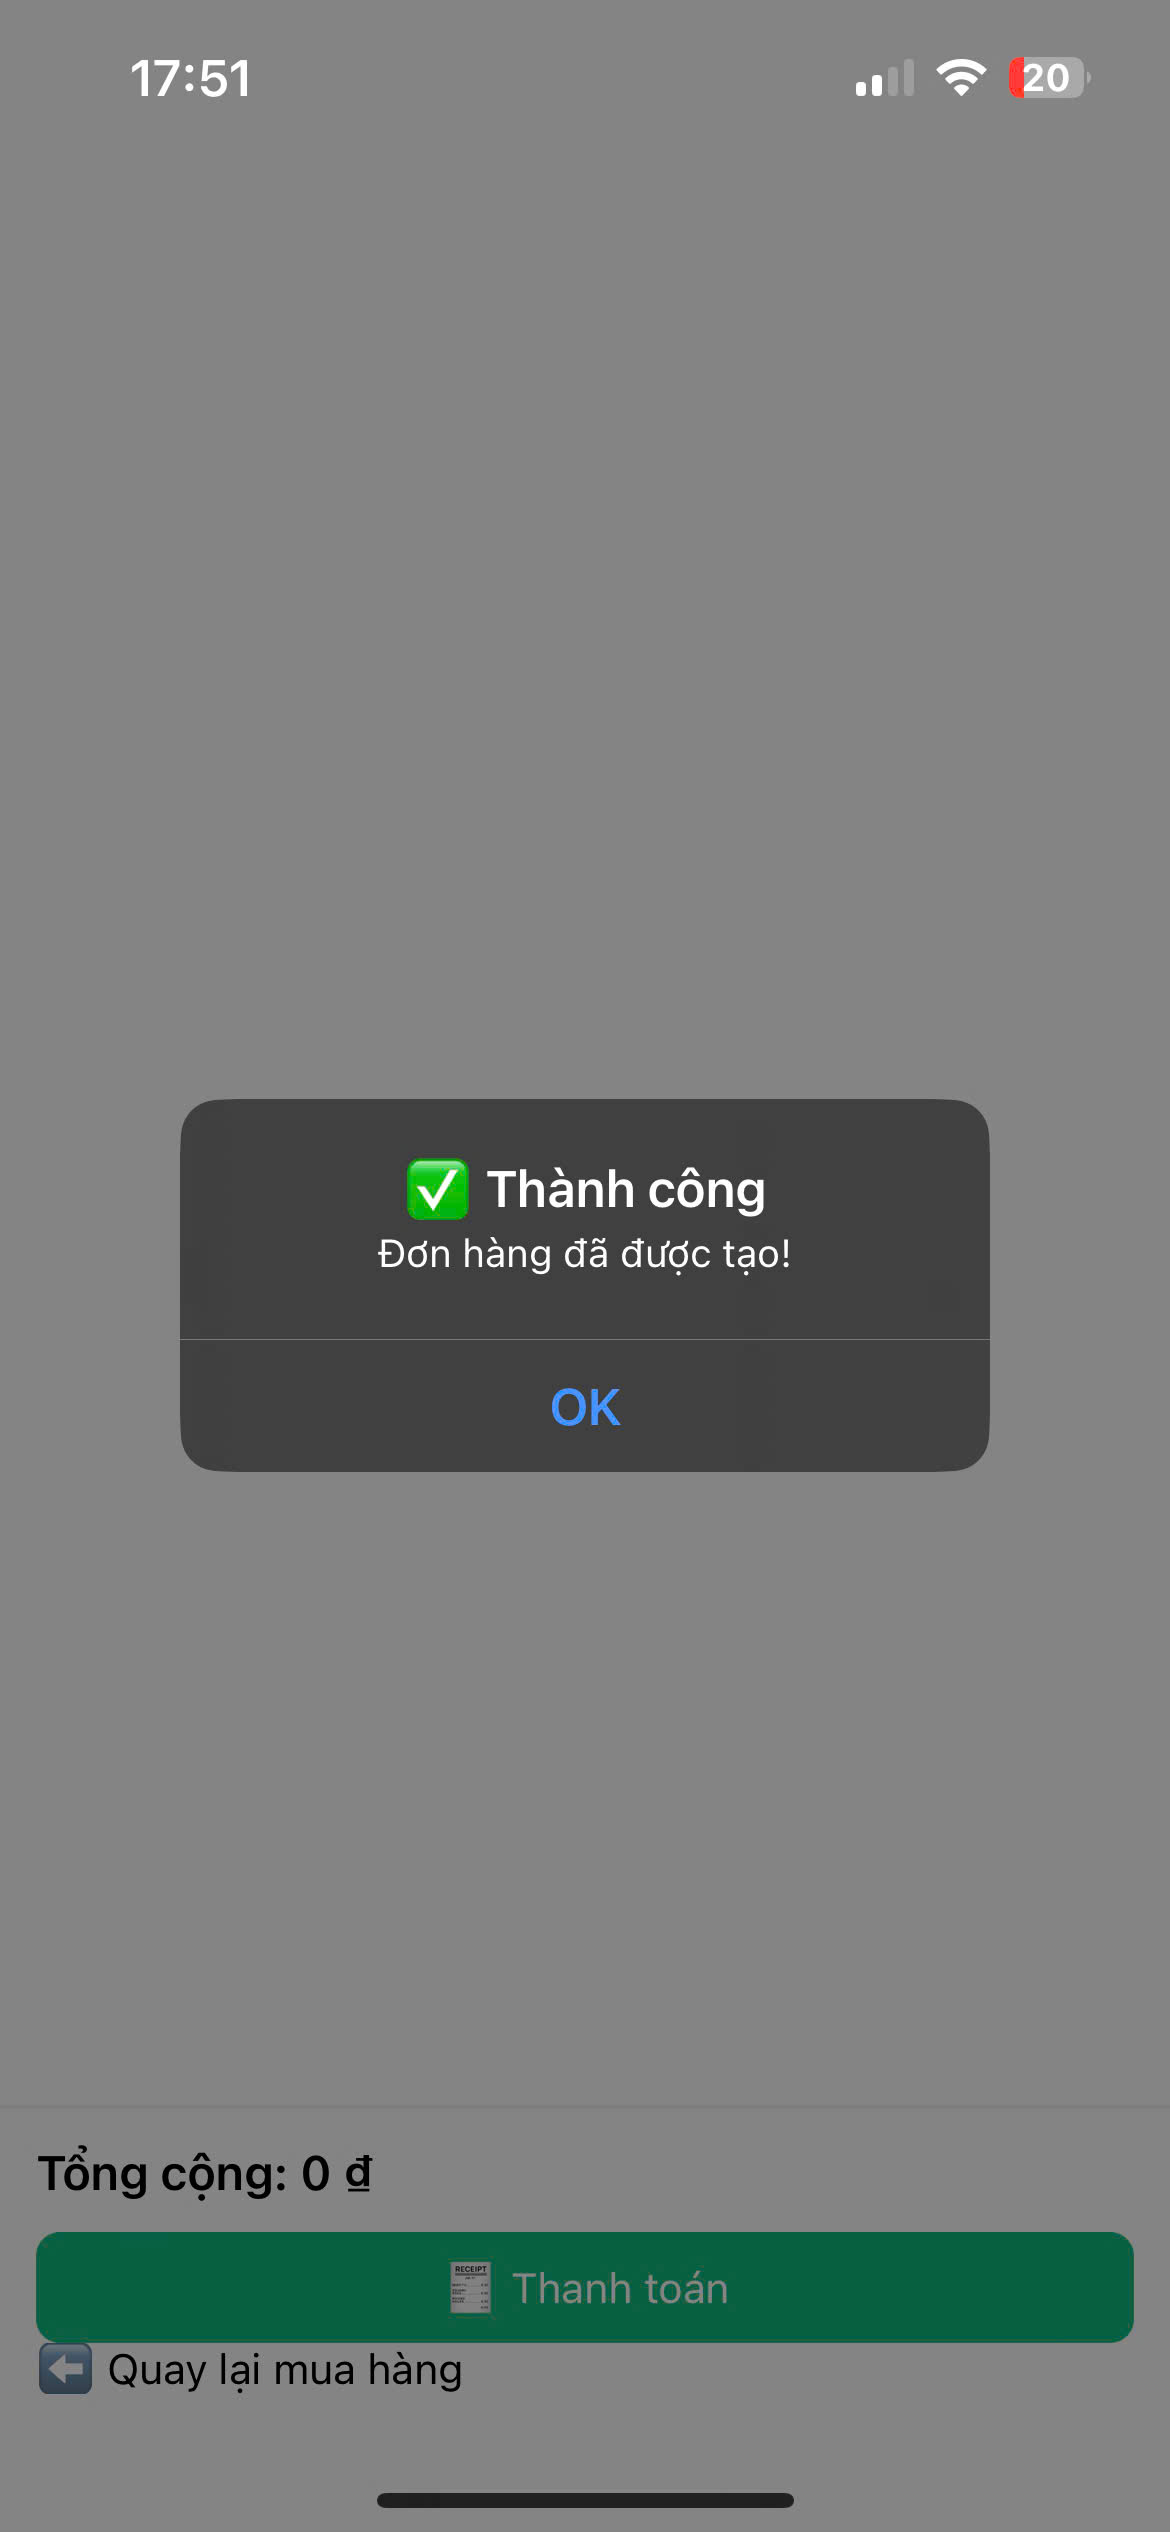 17:51
20
✅ Thành công
Đơn hàng đã được tạo!
OK
Tổng cộng: 0 ₫
RECEIPT
Thanh toán
⬅️ Quay lại mua hàng